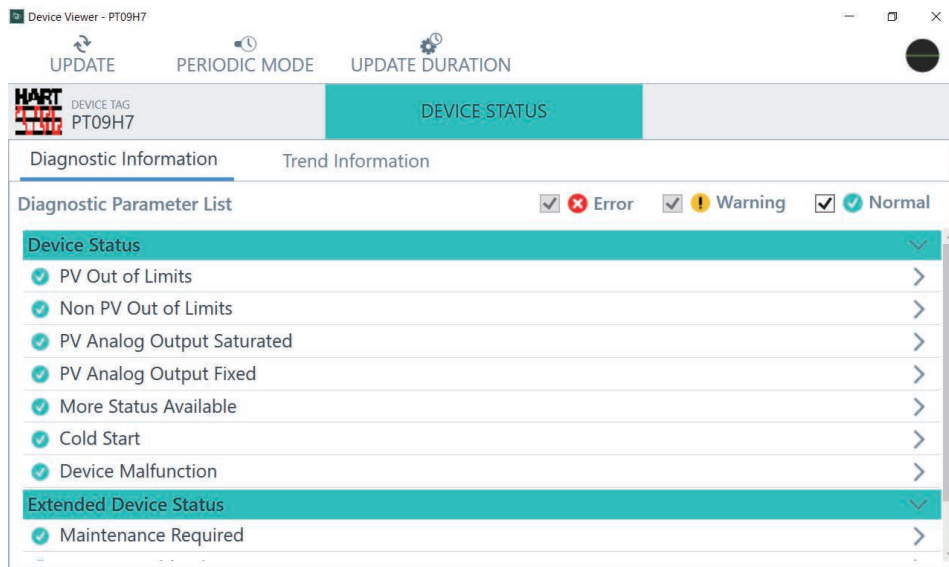 Device Viewer - PT09H7
UPDATE PERIODIC MODE UPDATE DURATION
HART DEVICE TAG
PT09H7
DEVICE STATUS
Diagnostic Information Trend Information
Diagnostic Parameter List Error Warning Normal
Device Status
PV Out of Limits
Non PV Out of Limits
PV Analog Output Saturated
PV Analog Output Fixed
More Status Available
Cold Start
Device Malfunction
Extended Device Status
Maintenance Required